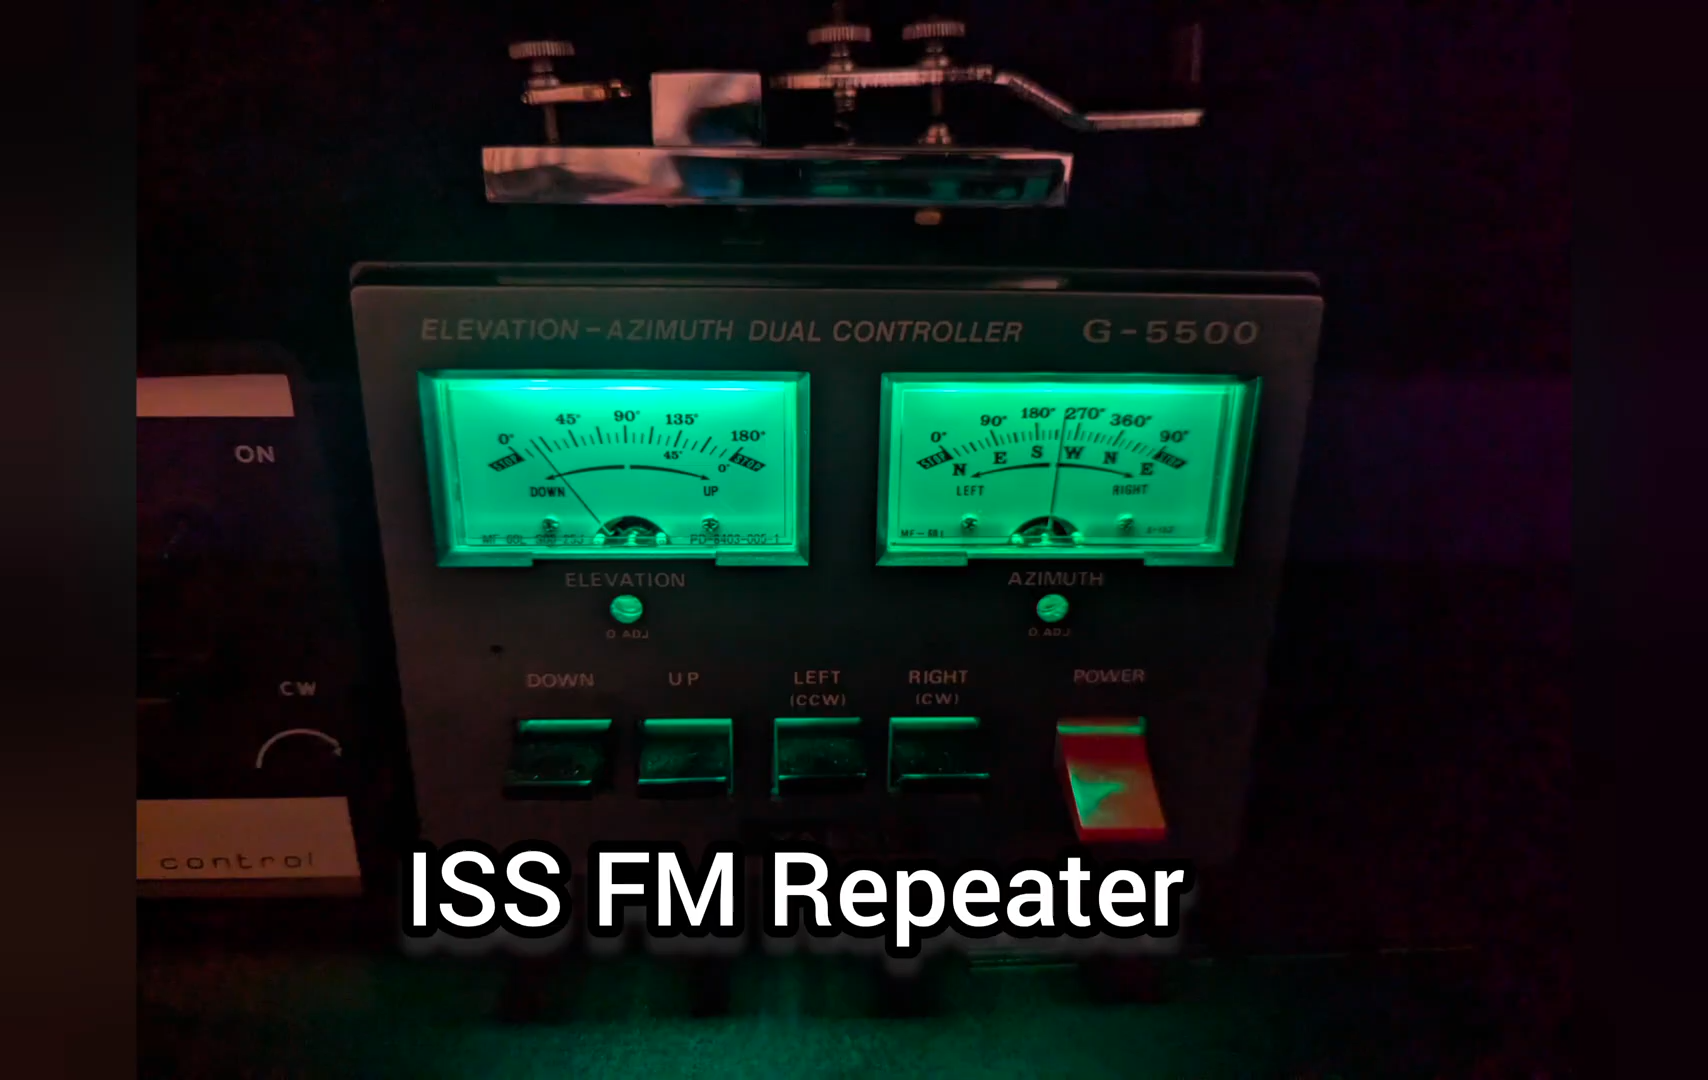 ELEVATION-AZIMUTH DUAL CONTROLLER G-5500
0° 45° 90° 135° 180°
STOP 45° 0° STOP
DOWN UP
0° 90° 180° 270° 360° 90°
STOP N E S W N E
LEFT RIGHT
ELEVATION
0 ADJ
AZIMUTH
0 ADJ
ON
CW
DOWN UP LEFT RIGHT POWER
(CCW) (CW)
control
ISS FM Repeater